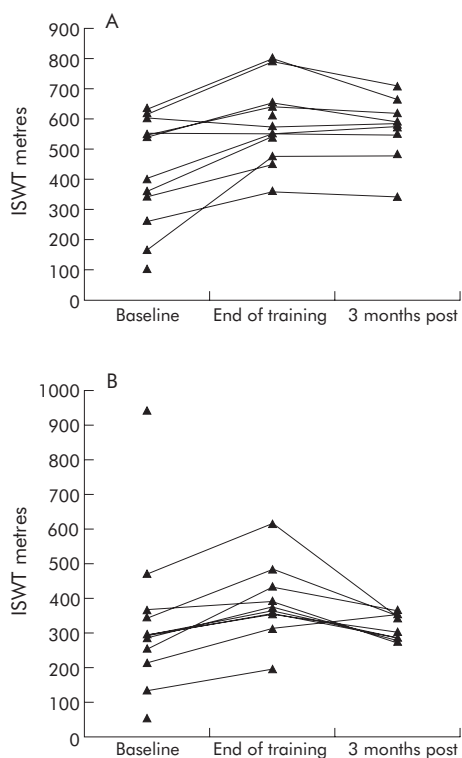 A
900
800
700
600
500
400
300
200
100
0
ISWT metres
Baseline
End of training
3 months post
B
1000
900
800
700
600
500
400
300
200
100
0
ISWT metres
Baseline
End of training
3 months post